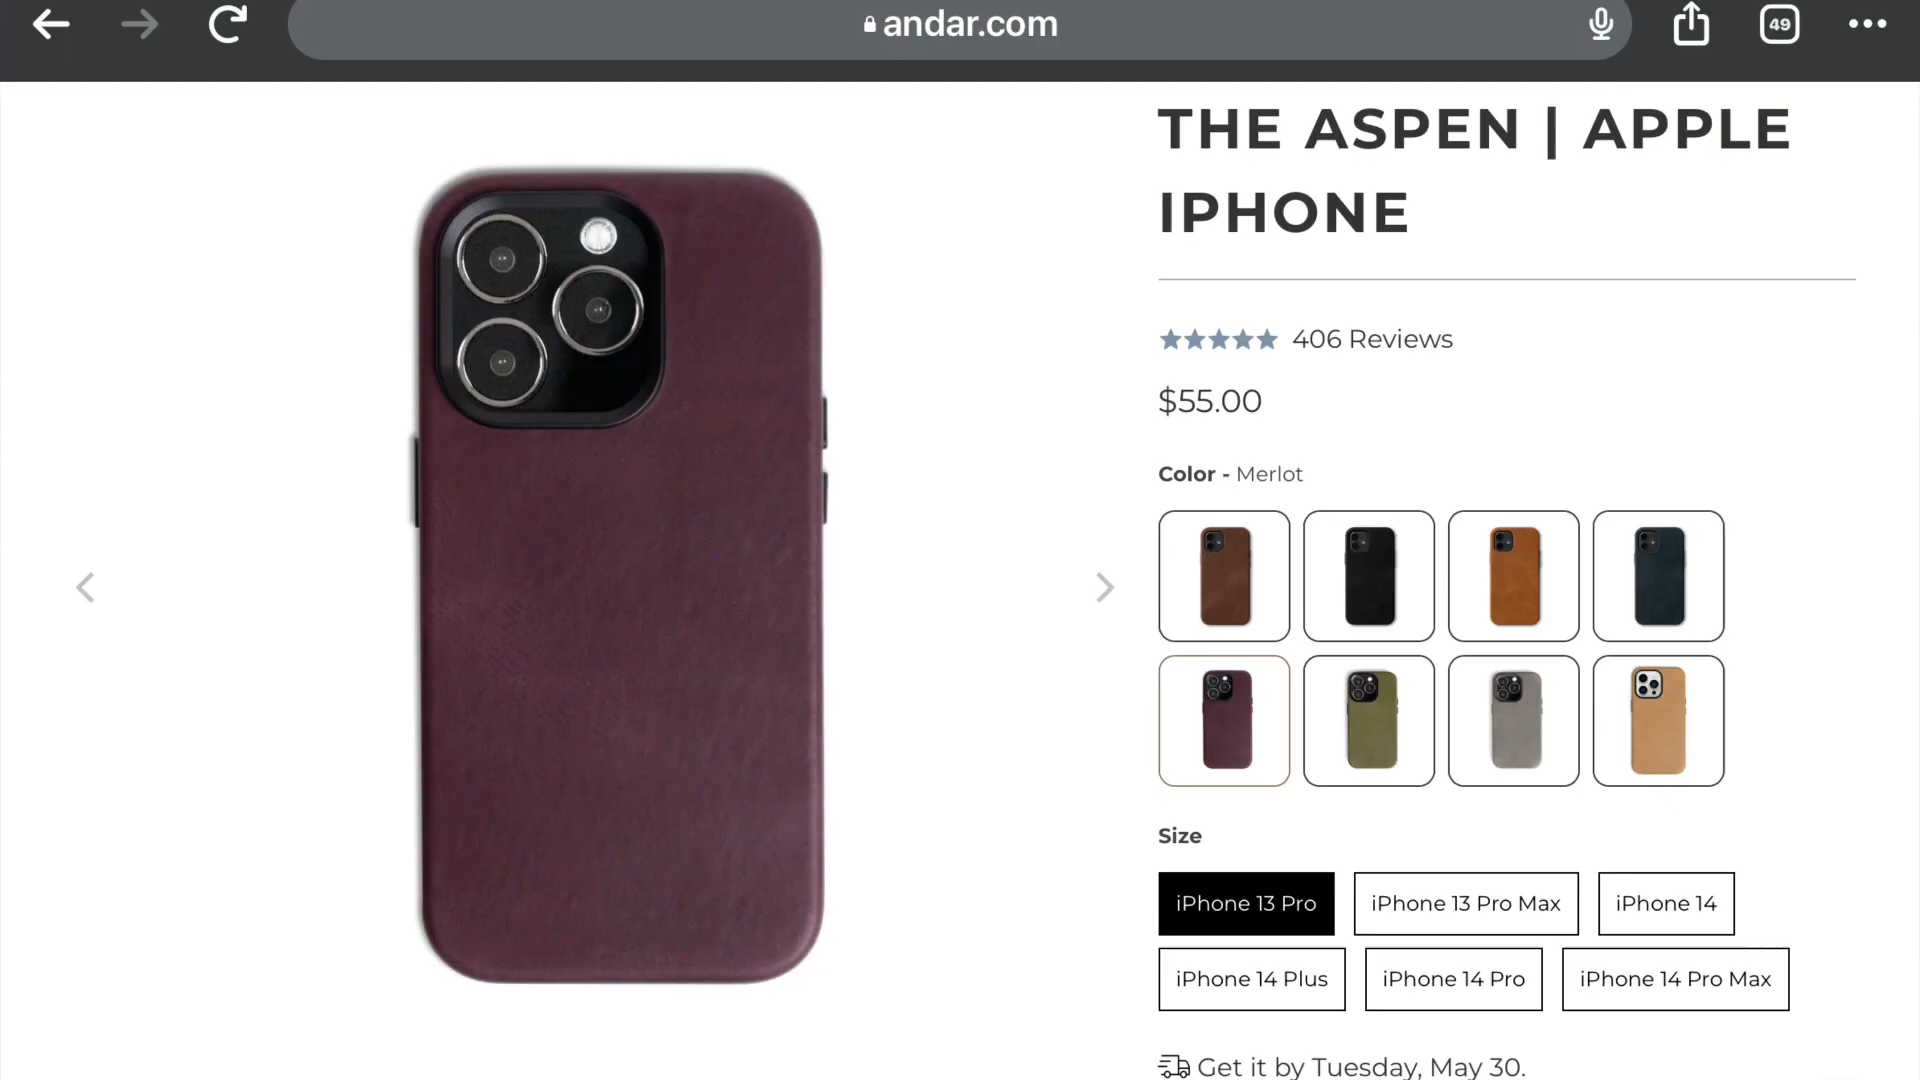 andar.com
49
THE ASPEN | APPLE
IPHONE
406 Reviews
$55.00
Color - Merlot
Size
iPhone 13 Pro
iPhone 13 Pro Max
iPhone 14
iPhone 14 Plus
iPhone 14 Pro
iPhone 14 Pro Max
Get it by Tuesday, May 30.